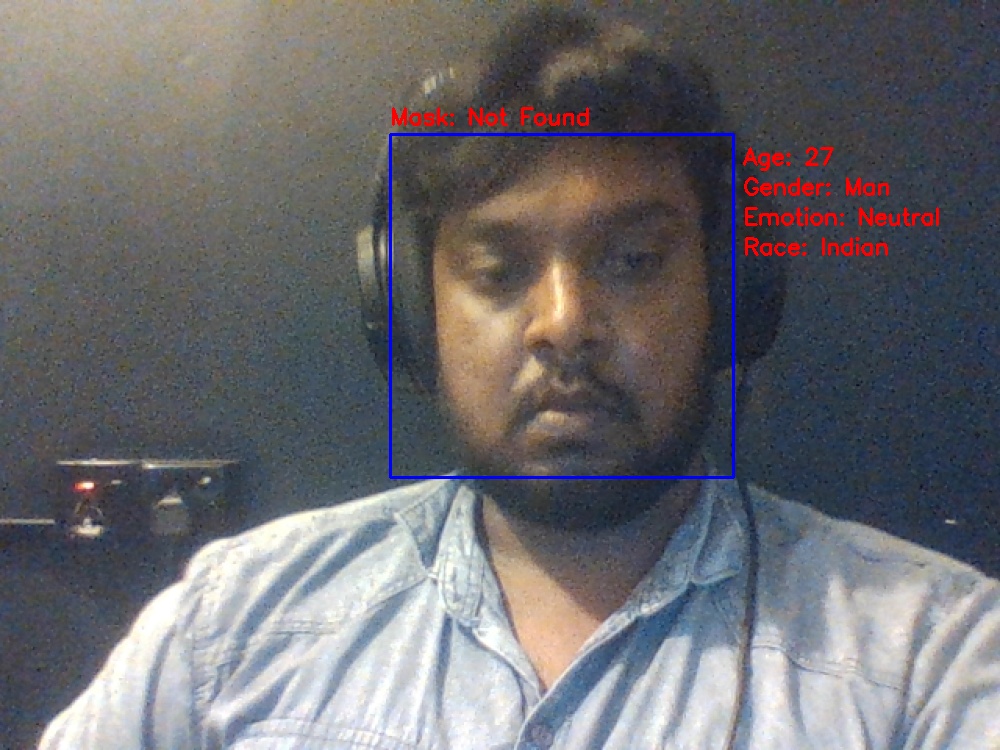 Mask: Not Found
Age: 27
Gender: Man
Emotion: Neutral
Race: Indian